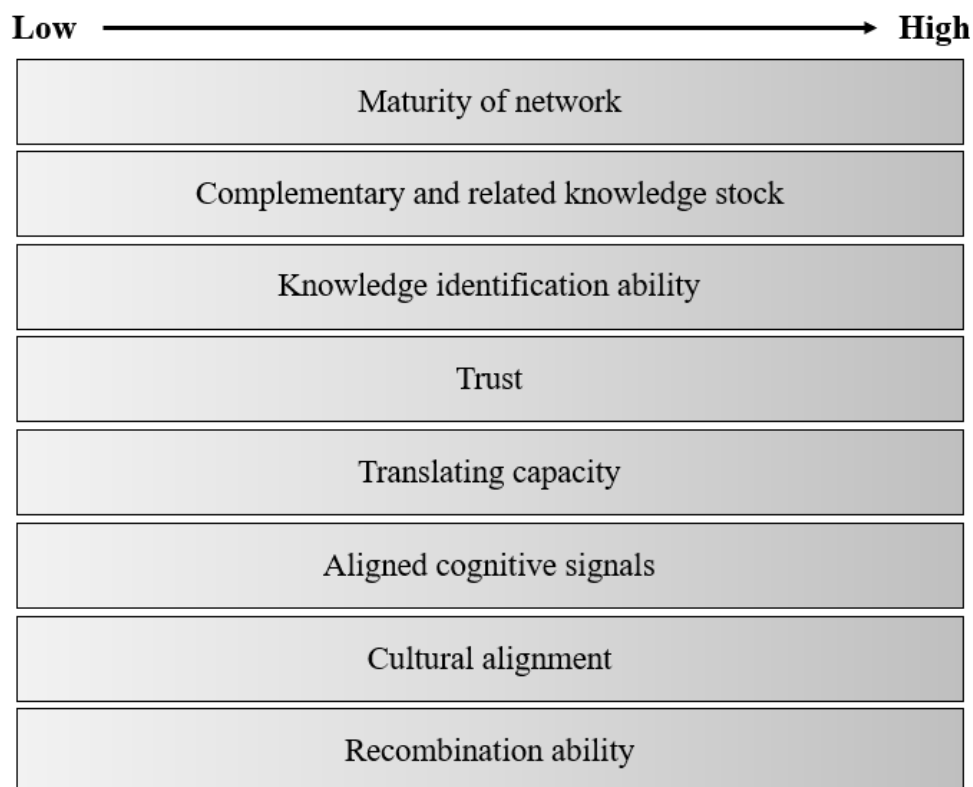 Low High
Maturity of network
Complementary and related knowledge stock
Knowledge identification ability
Trust
Translating capacity
Aligned cognitive signals
Cultural alignment
Recombination ability